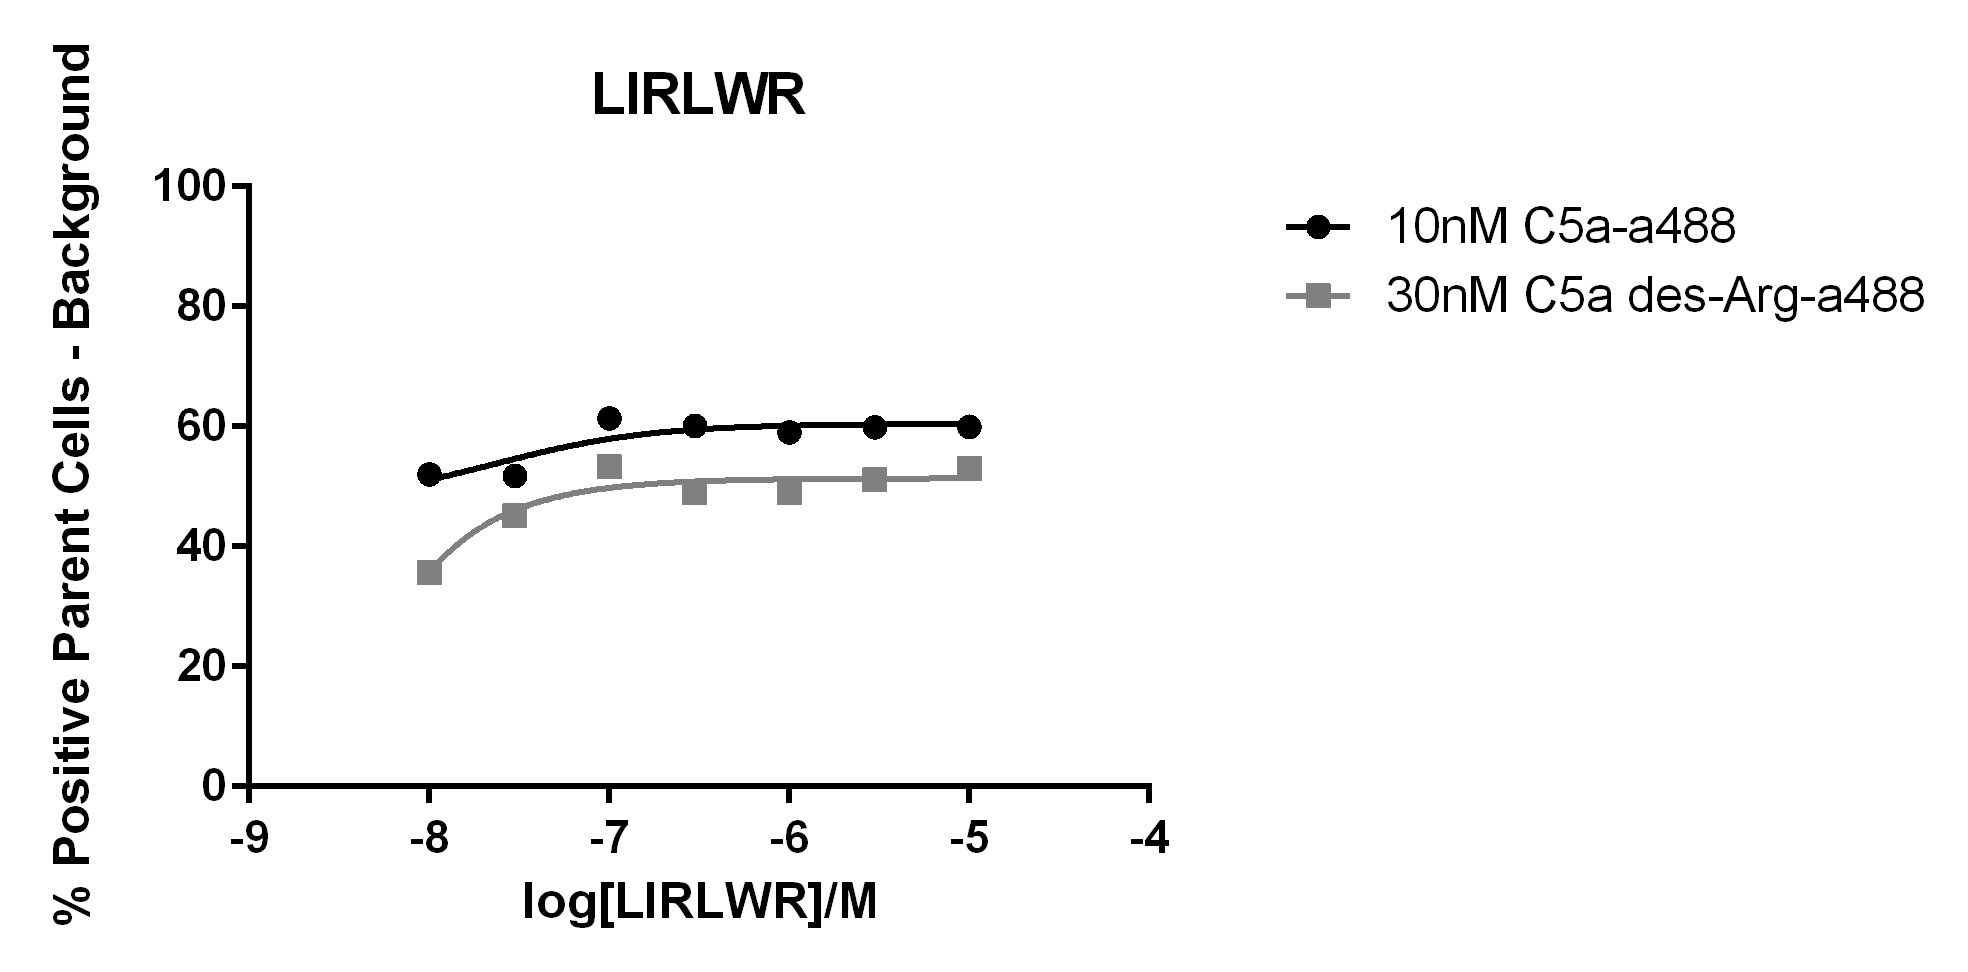 LIRLWR
% Positive Parent Cells - Background
100
80
60
40
20
0
-9 -8 -7 -6 -5 -4
log[LIRLWR]/M
10nM C5a-a488
30nM C5a des-Arg-a488